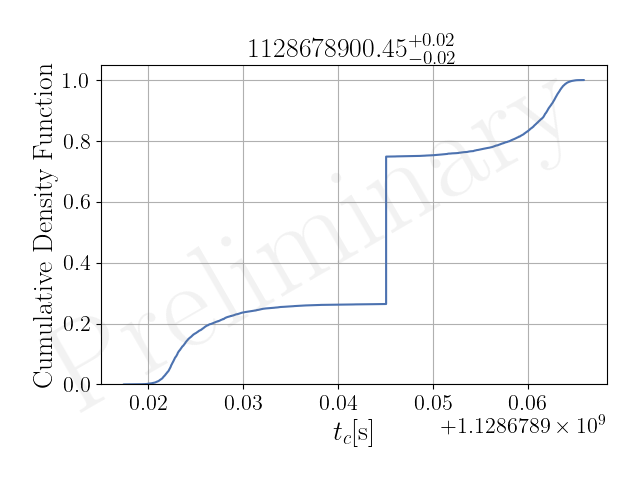 1128678900.45^{+0.02}_{-0.02}
Cumulative Density Function
1.0
0.8
0.6
0.4
0.2
0.0
0.02 0.03 0.04 0.05 0.06
t_c[s]
+1.1286789 × 10^9
Preliminary